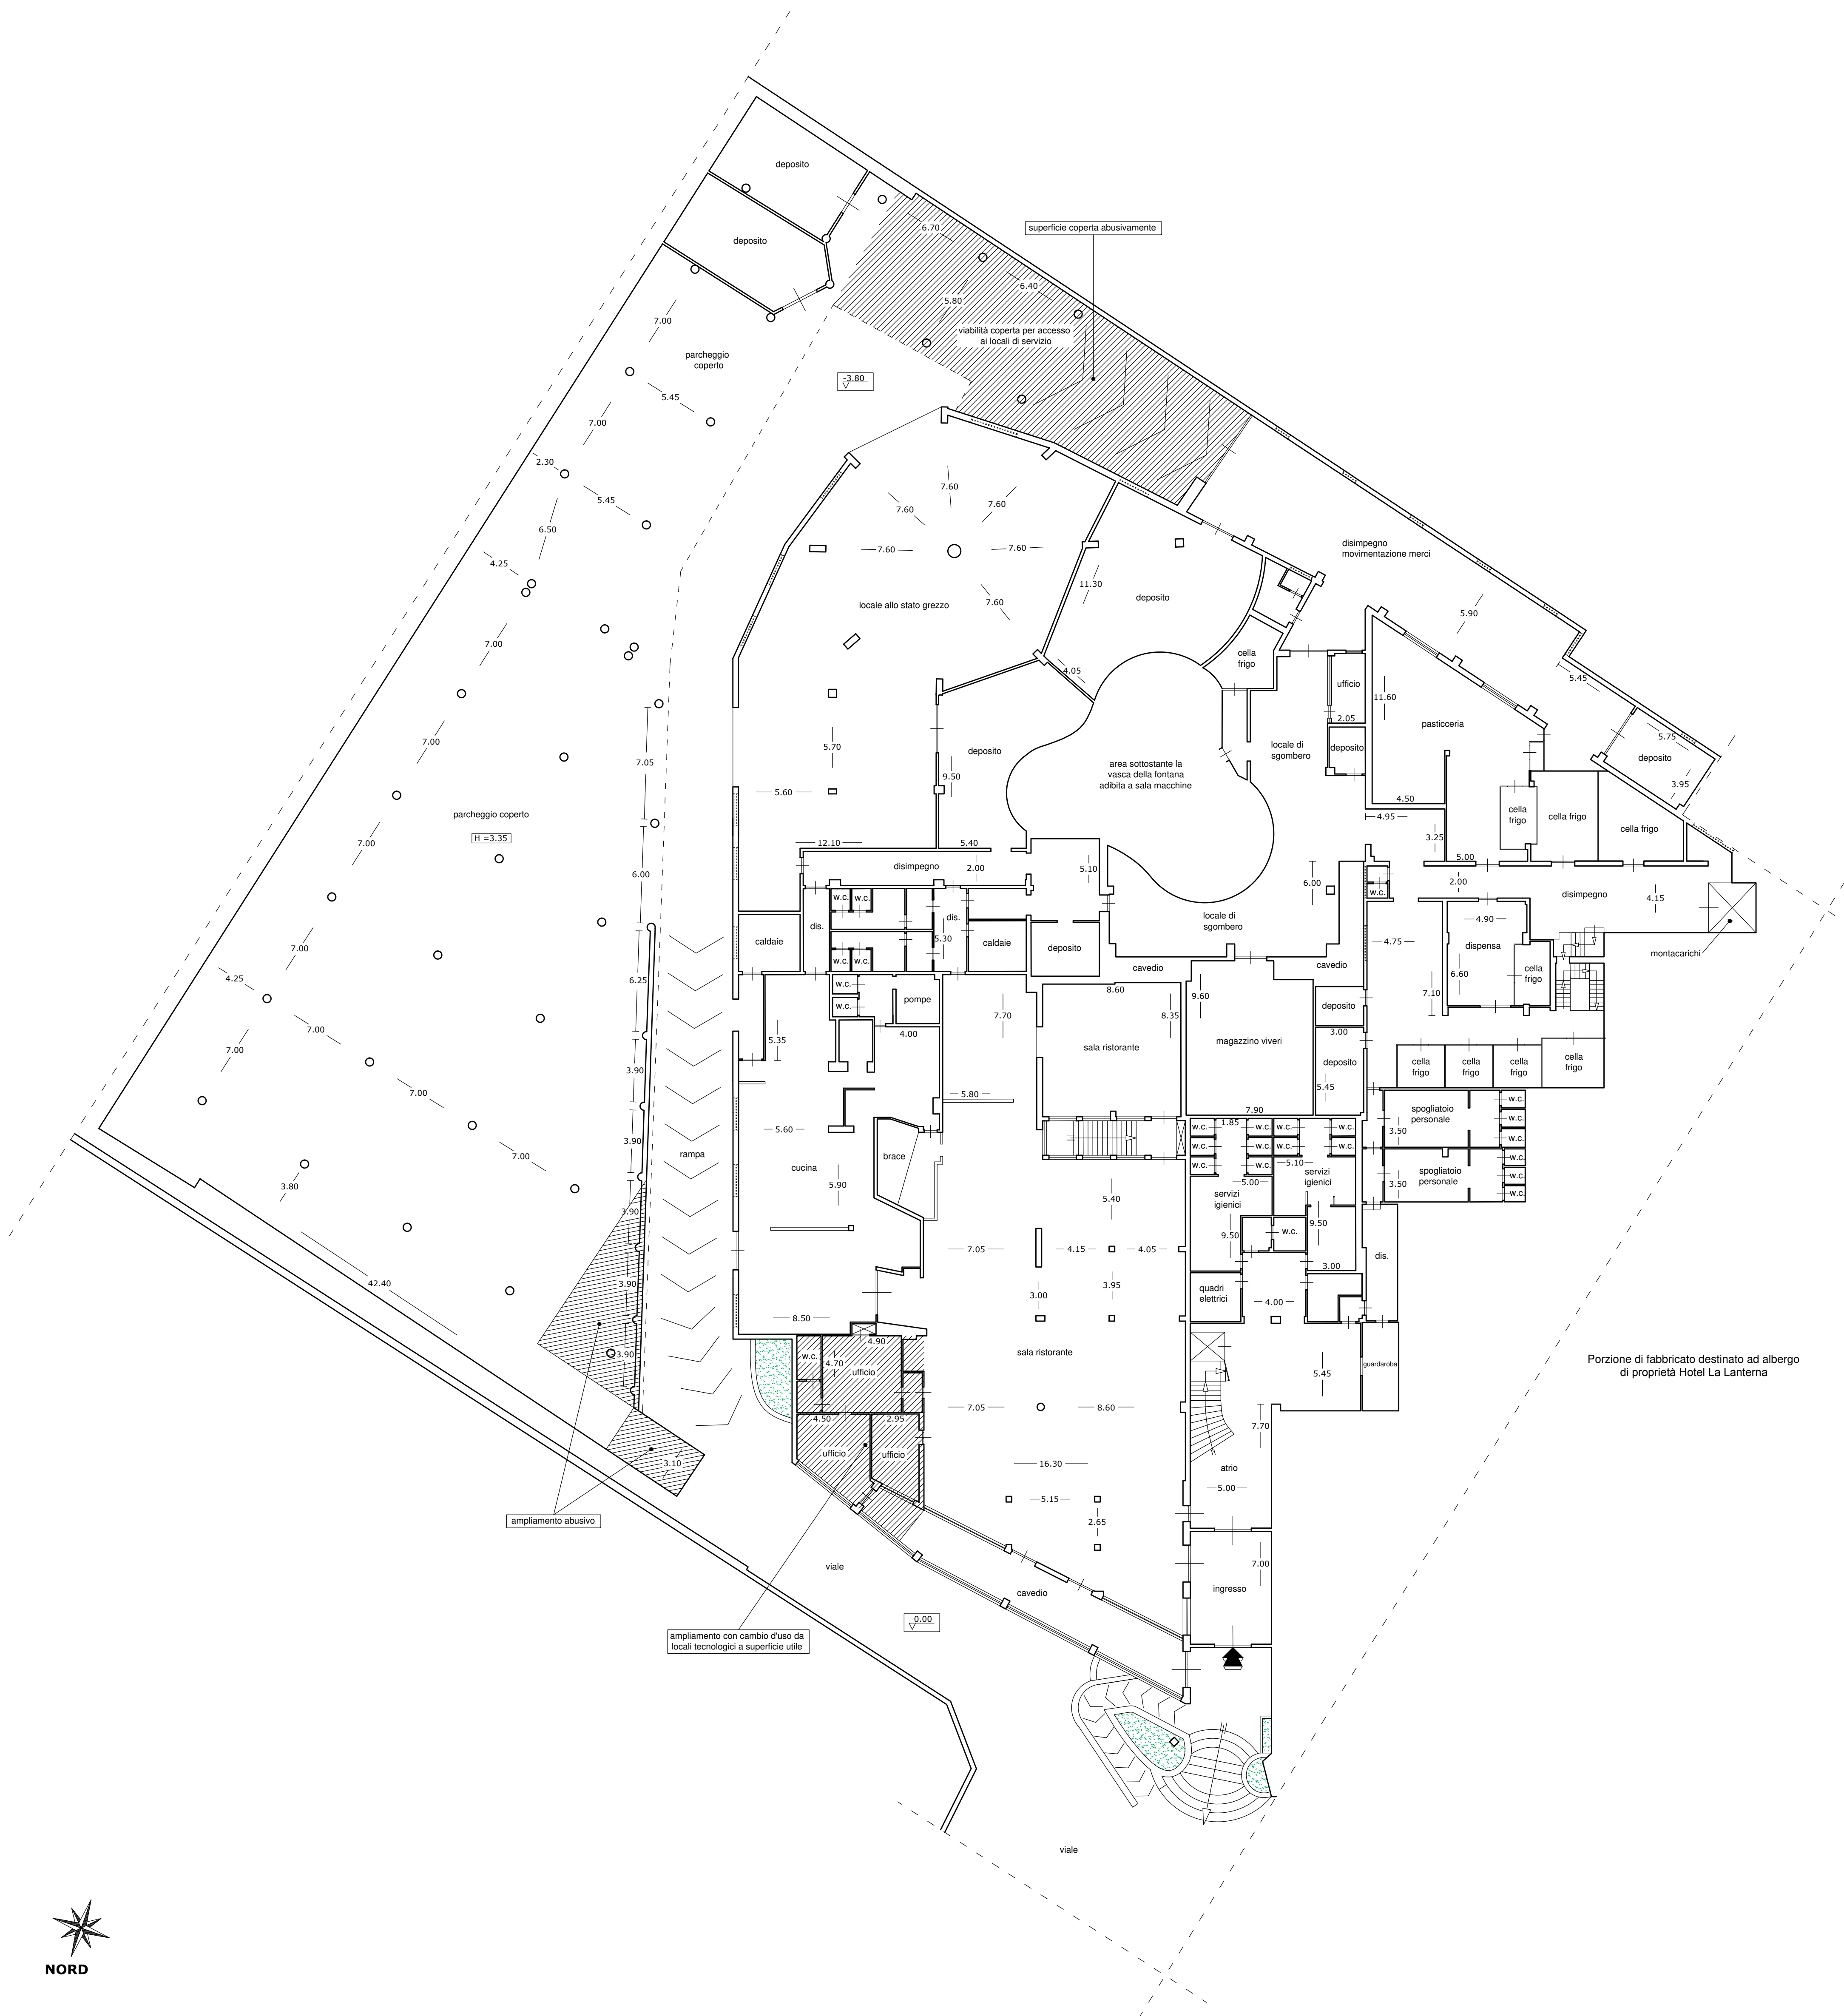 deposito
deposito
superficie coperta abusivamente
6.70
6.40
5.80
viabilità coperta per accesso
ai locali di servizio
7.00
parcheggio
coperto
-3.80
5.45
7.00
2.30
5.45
6.50
4.25
7.60
7.60
7.60
7.60
7.60
7.60
locale allo stato grezzo
11.30
deposito
disimpegno
movimentazione merci
5.90
5.45
cella
frigo
4.05
ufficio
2.05
11.60
pasticceria
5.75
deposito
3.95
7.00
7.00
7.05
5.70
5.60
deposito
9.50
area sottostante la
vasca della fontana
adibita a sala macchine
locale di
sgombero
deposito
4.50
4.95
3.25
5.00
cella
frigo
cella frigo
cella frigo
parcheggio coperto
H =3.35
7.00
6.00
12.10
5.40
disimpegno
2.00
5.10
6.00
w.c.
2.00
disimpegno
4.15
montacarichi
w.c.
w.c.
dis.
dis.
5.30
w.c.
w.c.
caldaie
caldaie
deposito
locale di
sgombero
cavedio
cavedio
4.75
4.90
dispensa
6.60
cella
frigo
7.10
7.00
4.25
6.25
w.c.
w.c.
pompe
4.00
7.70
8.60
8.35
9.60
deposito
3.00
7.00
7.00
5.35
sala ristorante
magazzino viveri
deposito
5.45
cella
frigo
cella
frigo
cella
frigo
cella
frigo
7.00
3.90
5.80
7.90
3.90
5.60
rampa
cucina
brace
5.90
1.85
w.c.
w.c.
w.c.
w.c.
w.c.
w.c.
w.c.
w.c.
w.c.
w.c.
5.10
5.00
servizi
igienici
servizi
igienici
spogliatoio
personale
3.50
w.c.
w.c.
w.c.
spogliatoio
personale
3.50
w.c.
w.c.
w.c.
7.00
3.80
3.90
5.40
9.50
w.c.
9.50
7.05
4.15
4.05
dis.
3.00
42.40
3.90
3.00
3.95
quadri
elettrici
4.00
8.50
4.90
3.90
w.c.
4.70
ufficio
sala ristorante
5.45
guardaroba
Porzione di fabbricato destinato ad albergo
di proprietà Hotel La Lanterna
4.50
2.95
7.05
8.60
7.70
ufficio
ufficio
3.10
16.30
atrio
5.00
5.15
2.65
ampliamento abusivo
viale
7.00
ingresso
cavedio
0.00
ampliamento con cambio d'uso da
locali tecnologici a superficie utile
viale
NORD